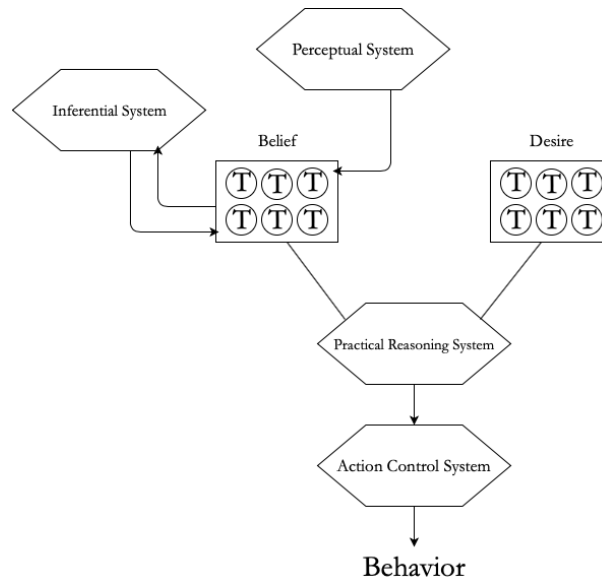 Perceptual System
Inferential System
Belief
Desire
T T T
T T T
T T T
T T T
Practical Reasoning System
Action Control System
Behavior